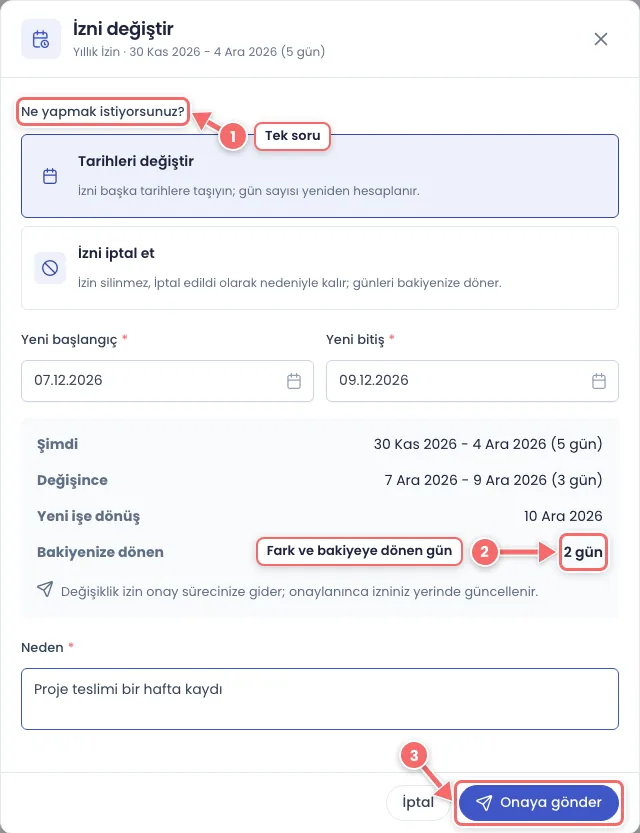 İzni değiştir
Yıllık İzin · 30 Kas 2026 - 4 Ara 2026 (5 gün)
Ne yapmak istiyorsunuz?
1
Tek soru
Tarihleri değiştir
İzni başka tarihlere taşıyın; gün sayısı yeniden hesaplanır.
İzni iptal et
İzin silinmez, İptal edildi olarak nedeniyle kalır; günleri bakiyenize döner.
Yeni başlangıç *
Yeni bitiş *
07.12.2026
09.12.2026
Şimdi
30 Kas 2026 - 4 Ara 2026 (5 gün)
Değişince
7 Ara 2026 - 9 Ara 2026 (3 gün)
Yeni işe dönüş
10 Ara 2026
Bakiyenize dönen
Fark ve bakiyeye dönen gün
2
2 gün
Değişiklik izin onay sürecinize gider; onaylanınca izniniz yerinde güncellenir.
Neden *
Proje teslimi bir hafta kaydı
3
İptal
Onaya gönder